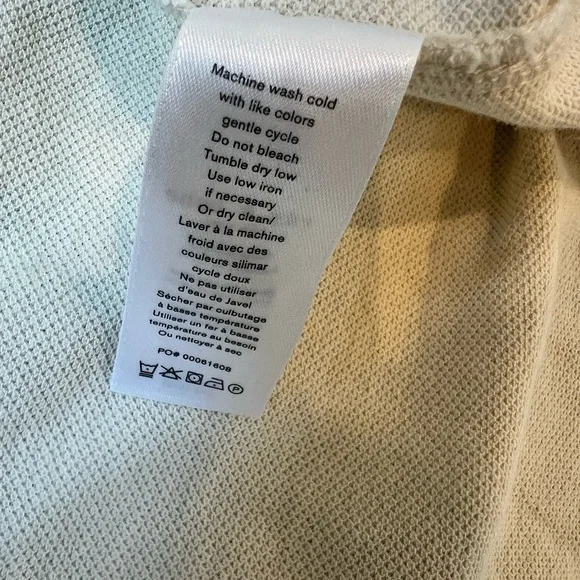 Machine wash cold
with like colors
gentle cycle
Do not bleach
Tumble dry low
Use low iron
if necessary
Or dry clean/
Laver à la machine
froid avec des
couleurs silimar
cycle doux
Ne pas utiliser
d'eau de Javel
Sécher par culbutage
à basse température
Utiliser un fer à basse
température au besoin
Ou nettoyer à sec
PO# 00061608
P